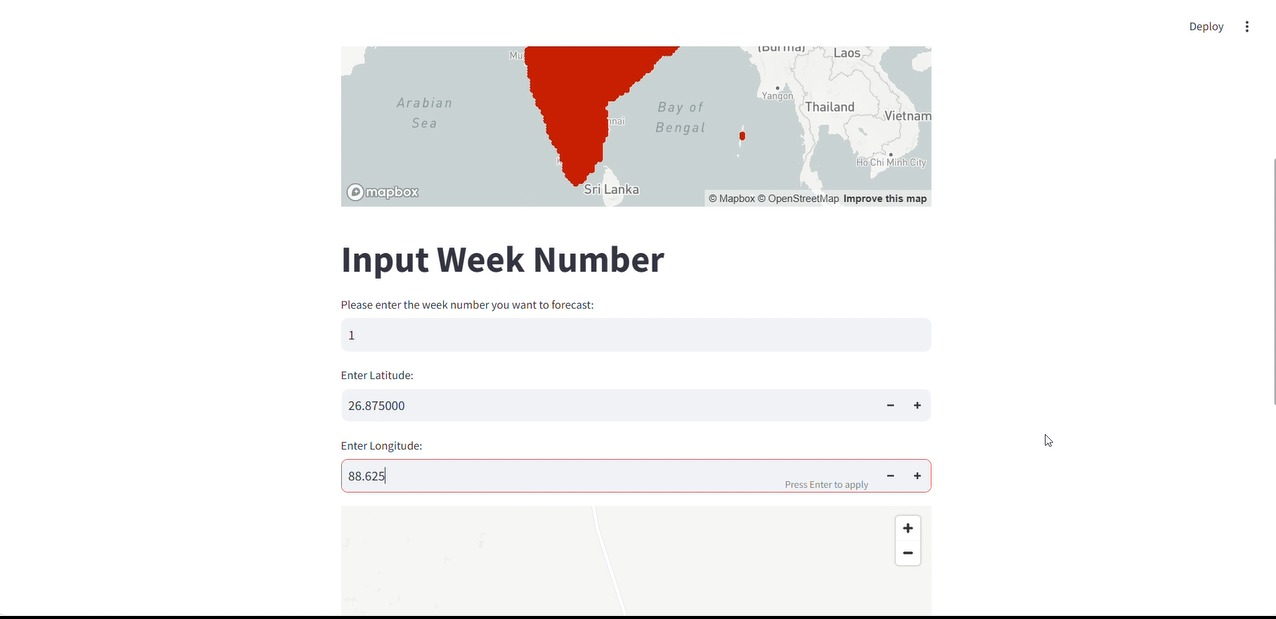 Deploy
(Burma)
Laos
Mu
Arabian
Sea
Bay of
Bengal
Yangon
Thailand
Vietnam
nnai
Ho Chi Minh City
Sri Lanka
mapbox
© Mapbox © OpenStreetMap Improve this map
Input Week Number
Please enter the week number you want to forecast:
1
Enter Latitude:
26.875000
Enter Longitude:
88.625
Press Enter to apply